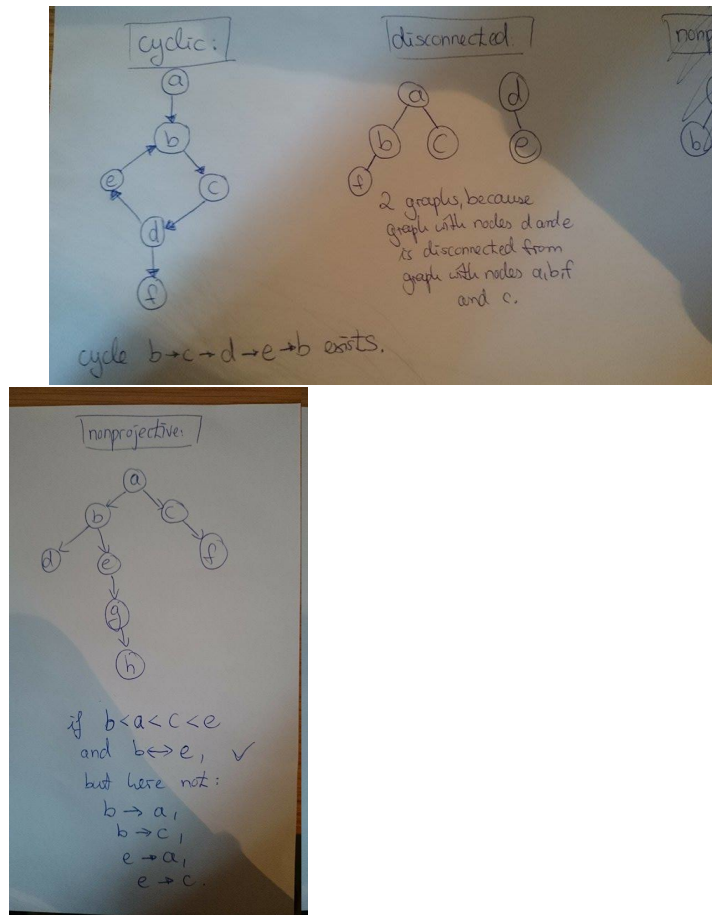 cyclic:
a
b
e
c
d
f
cycle b→c→d→e→b exists.
disconnected
a
b
c
f
d
e
2 graphs, because
graph with nodes d and e
is disconnected from
graph with nodes a, b, f
and c.
nonp
b
nonprojective:
a
b
c
d
e
f
g
h
if b<a<c<e
and b↔e, ✓
but here not:
b→a,
b→c,
e→a,
e→c.